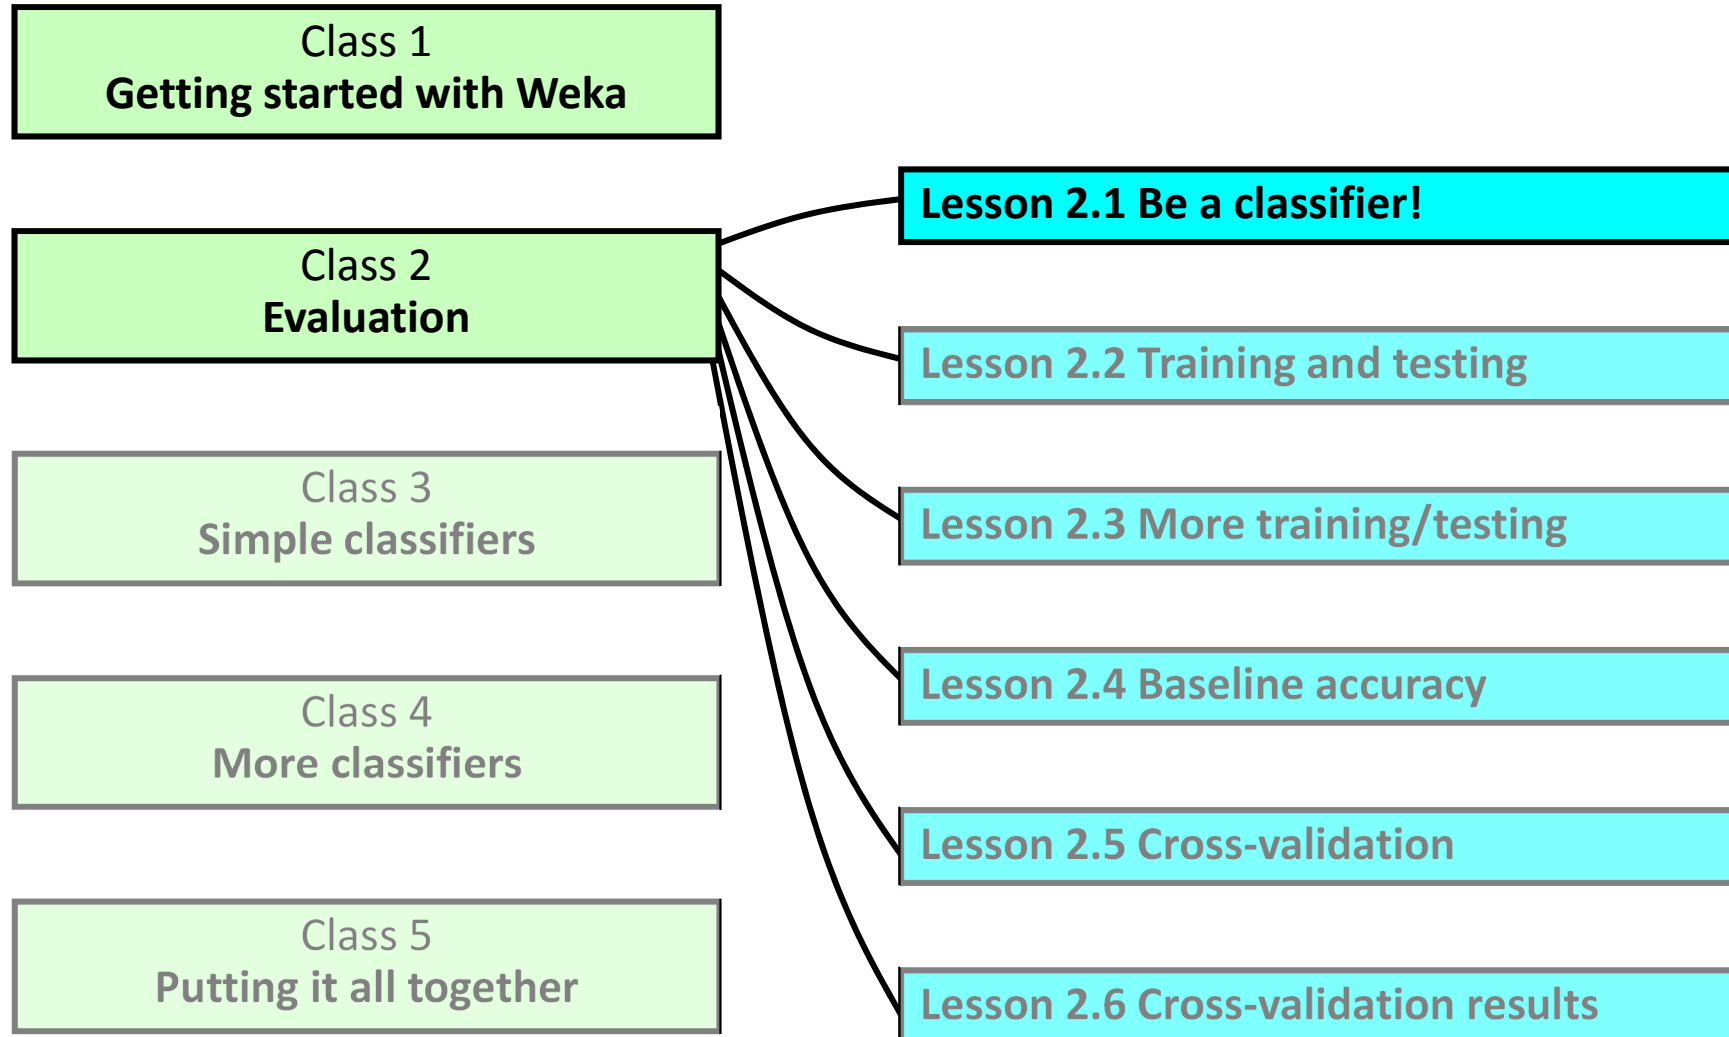 Class 1
Getting started with Weka
Class 2
Evaluation
Class 3
Simple classifiers
Class 4
More classifiers
Class 5
Putting it all together
Lesson 2.1 Be a classifier!
Lesson 2.2 Training and testing
Lesson 2.3 More training/testing
Lesson 2.4 Baseline accuracy
Lesson 2.5 Cross-validation
Lesson 2.6 Cross-validation results